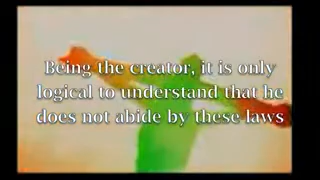 Being the creator, it is only
logical to understand that he
does not abide by these laws